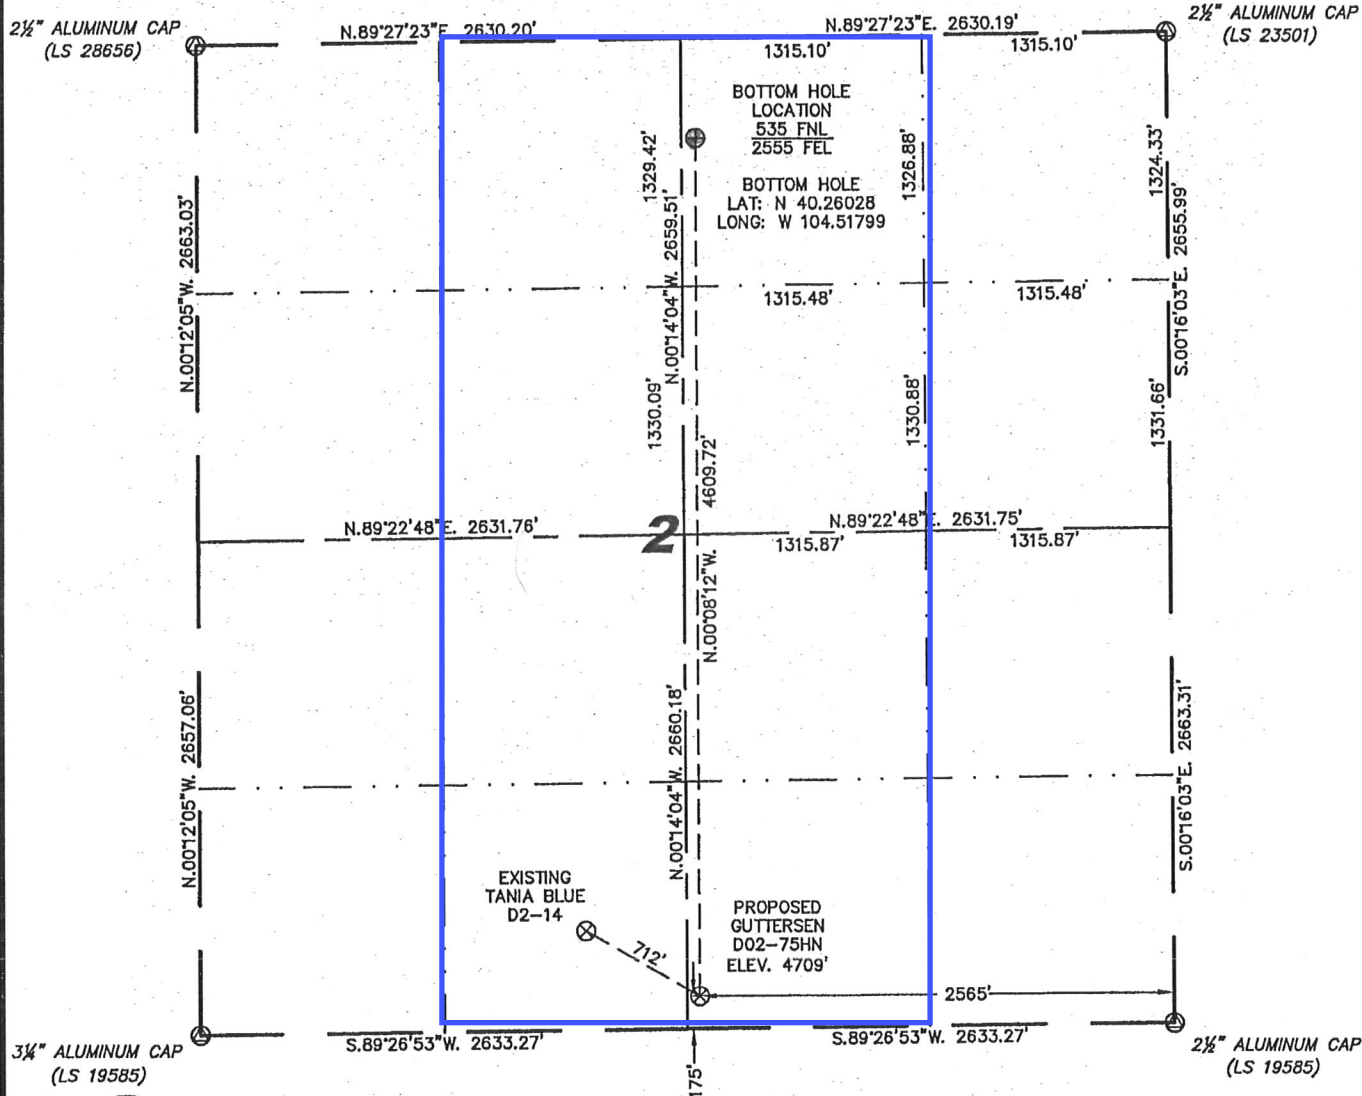 2½" ALUMINUM CAP
(LS 28656)
N.89°27'23"E. 2630.20'
N.89°27'23"E. 2630.19'
2½" ALUMINUM CAP
(LS 23501)
1315.10'
1315.10'
BOTTOM HOLE
LOCATION
535 FNL
2555 FEL
BOTTOM HOLE
LAT: N 40.26028
LONG: W 104.51799
1329.42'
1326.88'
1324.33'
N.00°12'05"W. 2663.03'
N.00°14'04"W. 2659.51'
S.00°16'03"E. 2655.99'
1315.48'
1315.48'
1330.09'
1330.88'
1331.66'
4609.72'
N.00°08'12"W.
N.89°22'48"E. 2631.76'
2
N.89°22'48"E. 2631.75'
1315.87'
1315.87'
N.00°12'05"W. 2657.06'
N.00°14'04"W. 2660.18'
S.00°16'03"E. 2663.31'
EXISTING
TANIA BLUE
D2-14
712'
PROPOSED
GUTTERSEN
D02-75HN
ELEV. 4709'
2565'
S.89°26'53"W. 2633.27'
S.89°26'53"W. 2633.27'
175'
3¼" ALUMINUM CAP
(LS 19585)
2½" ALUMINUM CAP
(LS 19585)